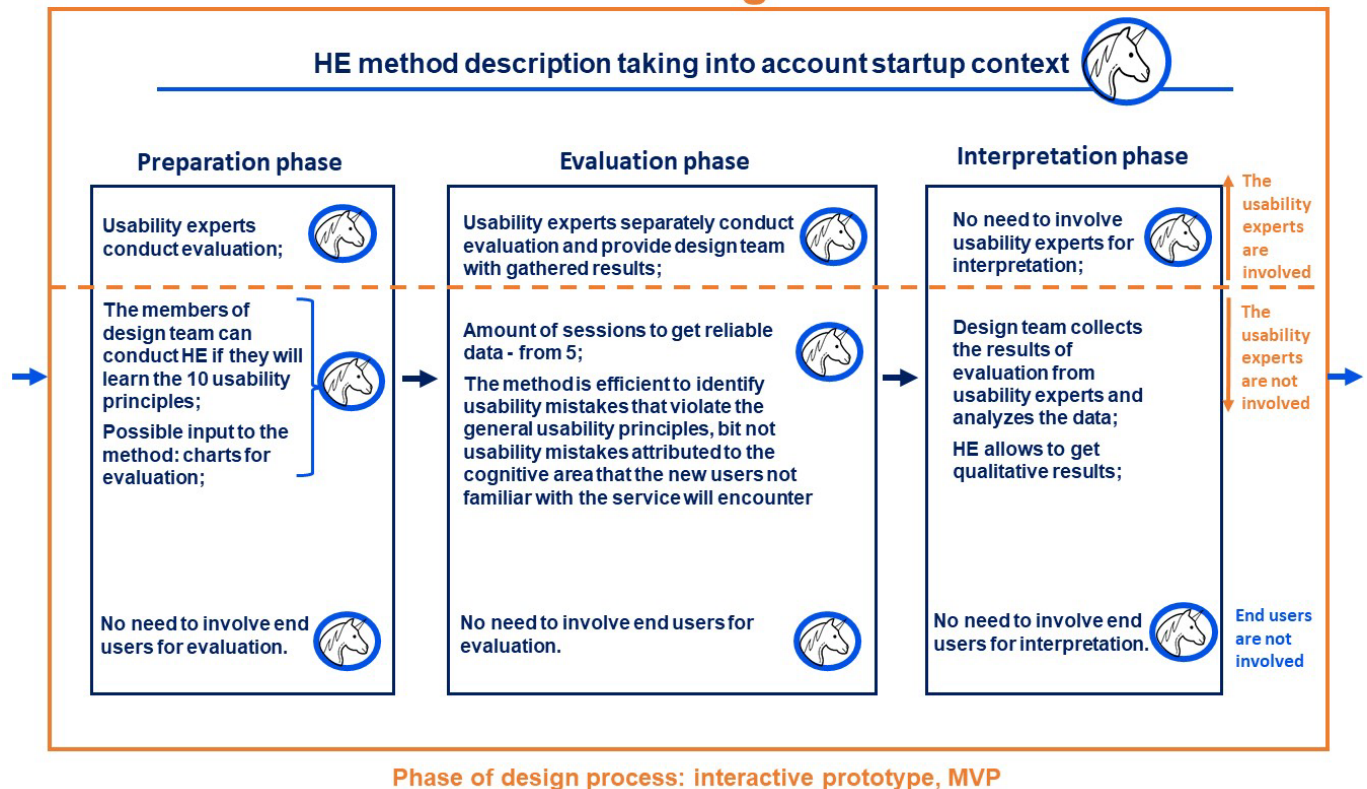 HE method description taking into account startup context
Preparation phase
Usability experts
conduct evaluation;
The members of
design team can
conduct HE if they will
learn the 10 usability
principles;
Possible input to the
method: charts for
evaluation;
No need to involve end
users for evaluation.
Evaluation phase
Usability experts separately conduct
evaluation and provide design team
with gathered results;
Amount of sessions to get reliable
data - from 5;
The method is efficient to identify
usability mistakes that violate the
general usability principles, bit not
usability mistakes attributed to the
cognitive area that the new users not
familiar with the service will encounter
No need to involve end users for
evaluation.
Interpretation phase
No need to involve
usability experts for
interpretation;
Design team collects
the results of
evaluation from
usability experts and
analyzes the data;
HE allows to get
qualitative results;
No need to involve end
users for interpretation.
The
usability
experts
are
involved
The
usability
experts
are not
involved
End users
are not
involved
Phase of design process: interactive prototype, MVP